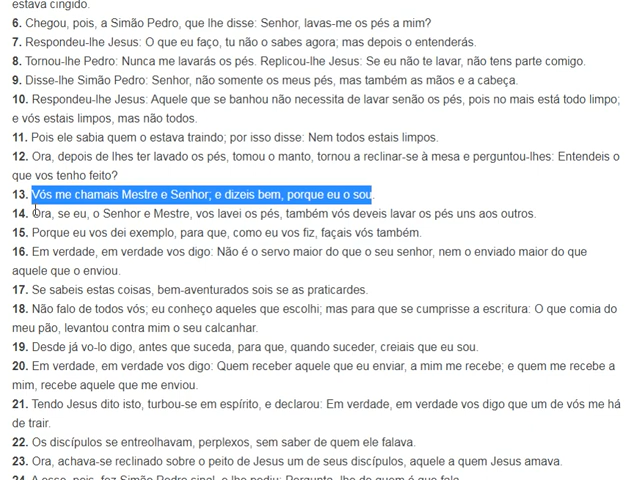 estava cingido.
6. Chegou, pois, a Simão Pedro, que lhe disse: Senhor, lavas-me os pés a mim?
7. Respondeu-lhe Jesus: O que eu faço, tu não o sabes agora; mas depois o entenderás.
8. Tornou-lhe Pedro: Nunca me lavarás os pés. Replicou-lhe Jesus: Se eu não te lavar, não tens parte comigo.
9. Disse-lhe Simão Pedro: Senhor, não somente os meus pés, mas também as mãos e a cabeça.
10. Respondeu-lhe Jesus: Aquele que se banhou não necessita de lavar senão os pés, pois no mais está todo limpo;
e vós estais limpos, mas não todos.
11. Pois ele sabia quem o estava traindo; por isso disse: Nem todos estais limpos.
12. Ora, depois de lhes ter lavado os pés, tomou o manto, tornou a reclinar-se à mesa e perguntou-lhes: Entendeis o
que vos tenho feito?
13. Vós me chamais Mestre e Senhor; e dizeis bem, porque eu o sou.
14. Ora, se eu, o Senhor e Mestre, vos lavei os pés, também vós deveis lavar os pés uns aos outros.
15. Porque eu vos dei exemplo, para que, como eu vos fiz, façais vós também.
16. Em verdade, em verdade vos digo: Não é o servo maior do que o seu senhor, nem o enviado maior do que
aquele que o enviou.
17. Se sabeis estas coisas, bem-aventurados sois se as praticardes.
18. Não falo de todos vós; eu conheço aqueles que escolhi; mas para que se cumprisse a escritura: O que comia do
meu pão, levantou contra mim o seu calcanhar.
19. Desde já vo-lo digo, antes que suceda, para que, quando suceder, creiais que eu sou.
20. Em verdade, em verdade vos digo: Quem receber aquele que eu enviar, a mim me recebe; e quem me recebe a
mim, recebe aquele que me enviou.
21. Tendo Jesus dito isto, turbou-se em espírito, e declarou: Em verdade, em verdade vos digo que um de vós me há
de trair.
22. Os discípulos se entreolhavam, perplexos, sem saber de quem ele falava.
23. Ora, achava-se reclinado sobre o peito de Jesus um de seus discípulos, aquele a quem Jesus amava.
24. A esse, pois, fez Simão Pedro sinal, e lhe pediu: Pergunta-lhe de quem é que fala.